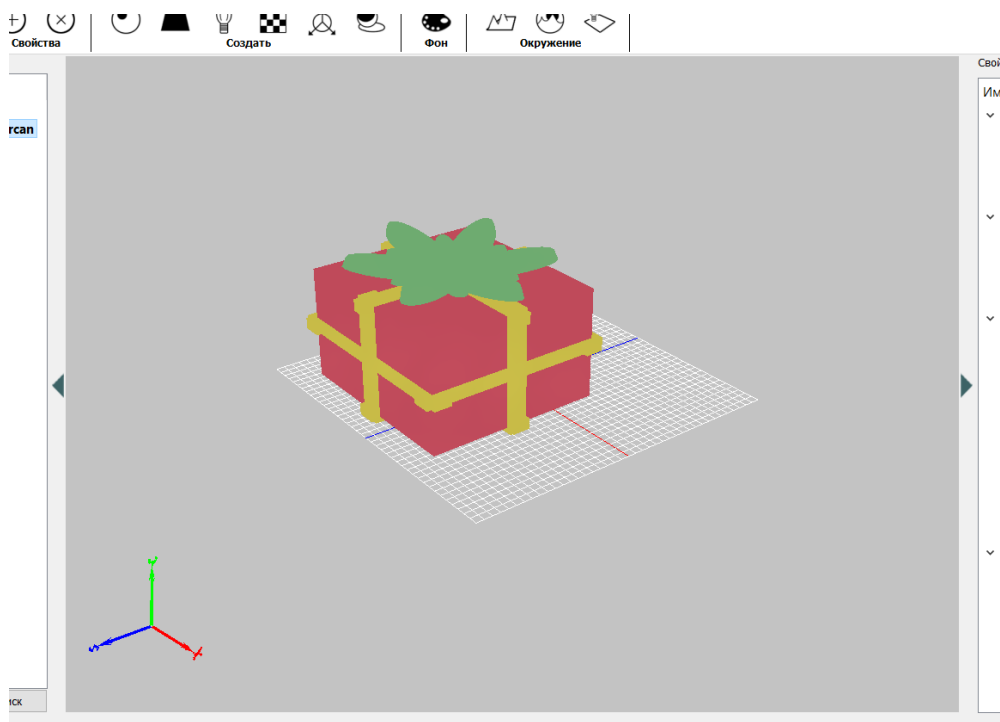 Свойства
Создать
Фон
Окружение
Свой
Им
rcan
иск